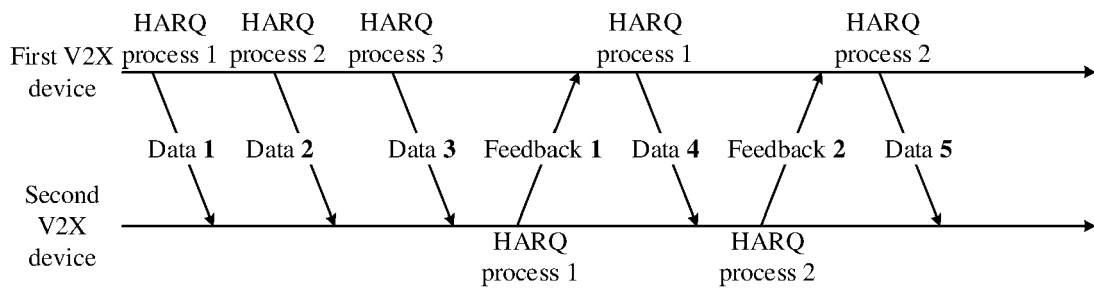 HARQ process 1
HARQ process 2
HARQ process 3
HARQ process 1
HARQ process 2
First V2X device
Data 1
Data 2
Data 3
Feedback 1
Data 4
Feedback 2
Data 5
Second V2X device
HARQ process 1
HARQ process 2